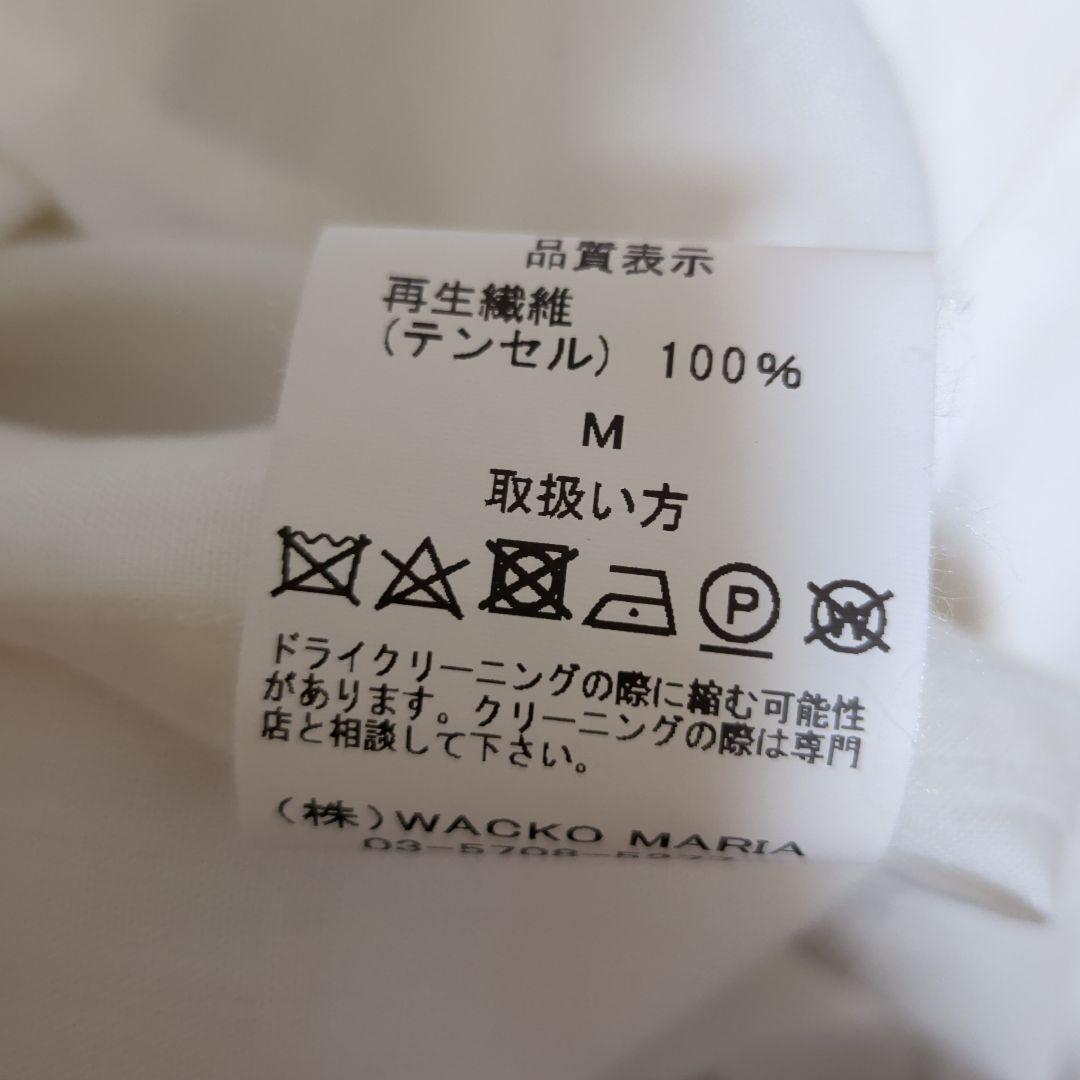 品質表示
再生繊維
(テンセル) 100%
M
取扱い方
P
W
ドライクリーニングの際に縮む可能性
があります。クリーニングの際は専門
店と相談して下さい。
(株)WACKO MARIA
03-5708-5277